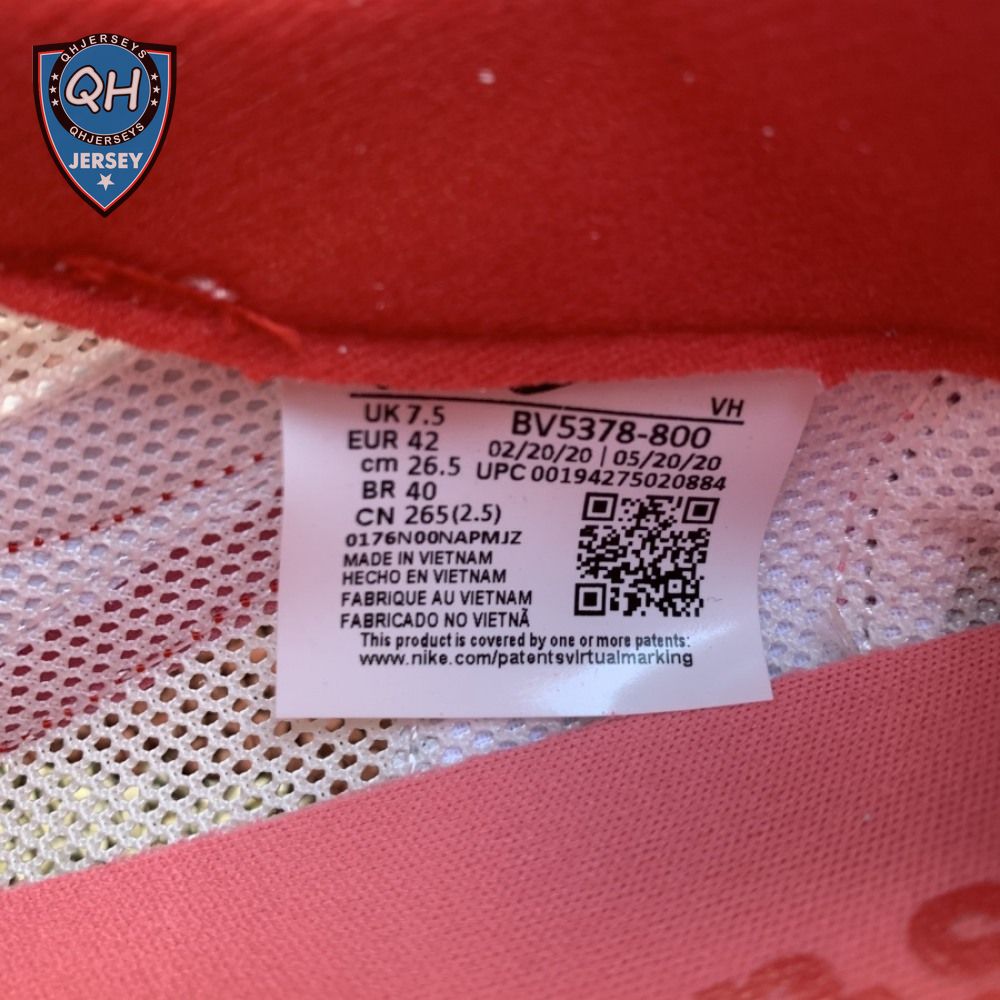 QHJERSEYS
QH
QHJERSEYS
JERSEY
VH
UK 7.5
EUR 42
cm 26.5
BR 40
CN 265(2.5)
0176N00NAPMJZ
BV5378-800
02/20/20 | 05/20/20
UPC 00194275020884
MADE IN VIETNAM
HECHO EN VIETNAM
FABRIQUE AU VIETNAM
FABRICADO NO VIETNÃ
This product is covered by one or more patents:
www.nike.com/patentsvirtualmarking